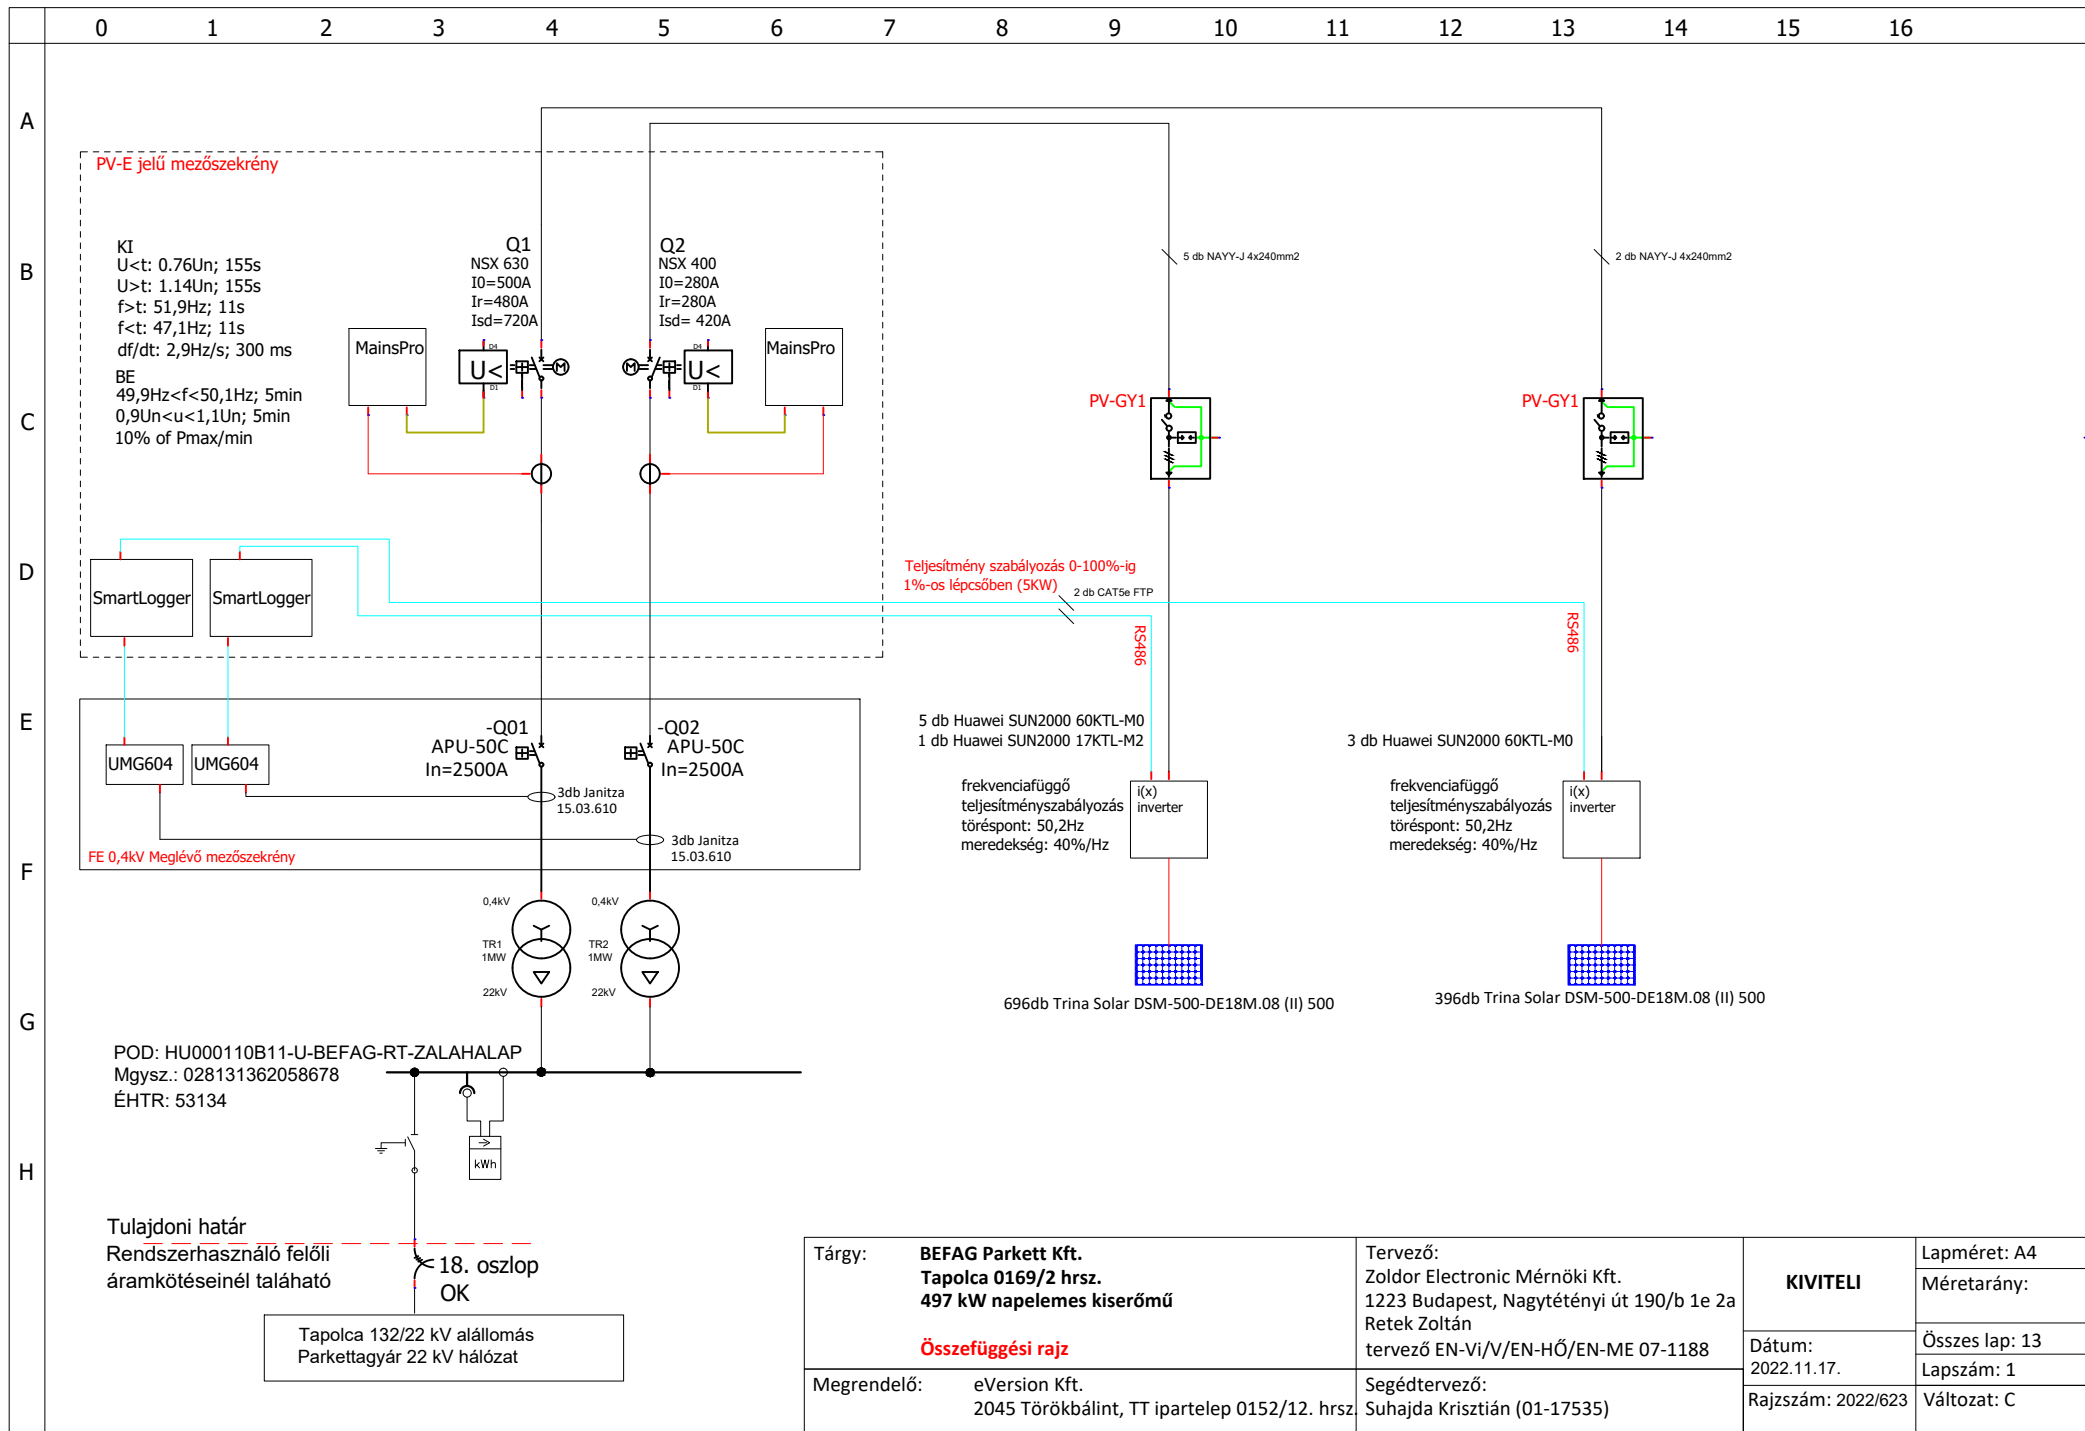 0 1 2 3 4 5 6 7 8 9 10 11 12 13 14 15 16
A
B
C
D
E
F
G
H
PV-E jelű mezőszekrény
KI
U<t: 0.76Un; 155s
U>t: 1.14Un; 155s
f>t: 51,9Hz; 11s
f<t: 47,1Hz; 11s
df/dt: 2,9Hz/s; 300 ms
BE
49,9Hz<f<50,1Hz; 5min
0,9Un<u<1,1Un; 5min
10% of Pmax/min
MainsPro
Q1
NSX 630
I0=500A
Ir=480A
Isd=720A
D4
U<
D1
M
Q2
NSX 400
I0=280A
Ir=280A
Isd= 420A
M
D4
U<
D1
MainsPro
5 db NAYY-J 4x240mm2
2 db NAYY-J 4x240mm2
PV-GY1
PV-GY1
SmartLogger
SmartLogger
Teljesítmény szabályozás 0-100%-ig
1%-os lépcsőben (5KW)
2 db CAT5e FTP
RS486
RS486
UMG604
UMG604
-Q01
APU-50C
In=2500A
-Q02
APU-50C
In=2500A
3db Janitza
15.03.610
3db Janitza
15.03.610
FE 0,4kV Meglévő mezőszekrény
5 db Huawei SUN2000 60KTL-M0
1 db Huawei SUN2000 17KTL-M2
frekvenciafüggő
teljesítményszabályozás
töréspont: 50,2Hz
meredekség: 40%/Hz
i(x)
inverter
3 db Huawei SUN2000 60KTL-M0
frekvenciafüggő
teljesítményszabályozás
töréspont: 50,2Hz
meredekség: 40%/Hz
i(x)
inverter
0,4kV
TR1
1MW
22kV
0,4kV
TR2
1MW
22kV
696db Trina Solar DSM-500-DE18M.08 (II) 500
396db Trina Solar DSM-500-DE18M.08 (II) 500
POD: HU000110B11-U-BEFAG-RT-ZALAHALAP
Mgysz.: 028131362058678
ÉHTR: 53134
kWh
Tulajdoni határ
Rendszerhasználó felőli
áramkötéseinél taláható
18. oszlop
OK
Tapolca 132/22 kV alállomás
Parkettagyár 22 kV hálózat
Tárgy:
BEFAG Parkett Kft.
Tapolca 0169/2 hrsz.
497 kW napelemes kiserőmű
Összefüggési rajz
Megrendelő:
eVersion Kft.
2045 Törökbálint, TT ipartelep 0152/12. hrsz.
Tervező:
Zoldor Electronic Mérnöki Kft.
1223 Budapest, Nagytétényi út 190/b 1e 2a
Retek Zoltán
tervező EN-Vi/V/EN-HŐ/EN-ME 07-1188
Segédtervező:
Suhajda Krisztián (01-17535)
KIVITELI
Dátum:
2022.11.17.
Rajzszám: 2022/623
Lapméret: A4
Méretarány:
Összes lap: 13
Lapszám: 1
Változat: C